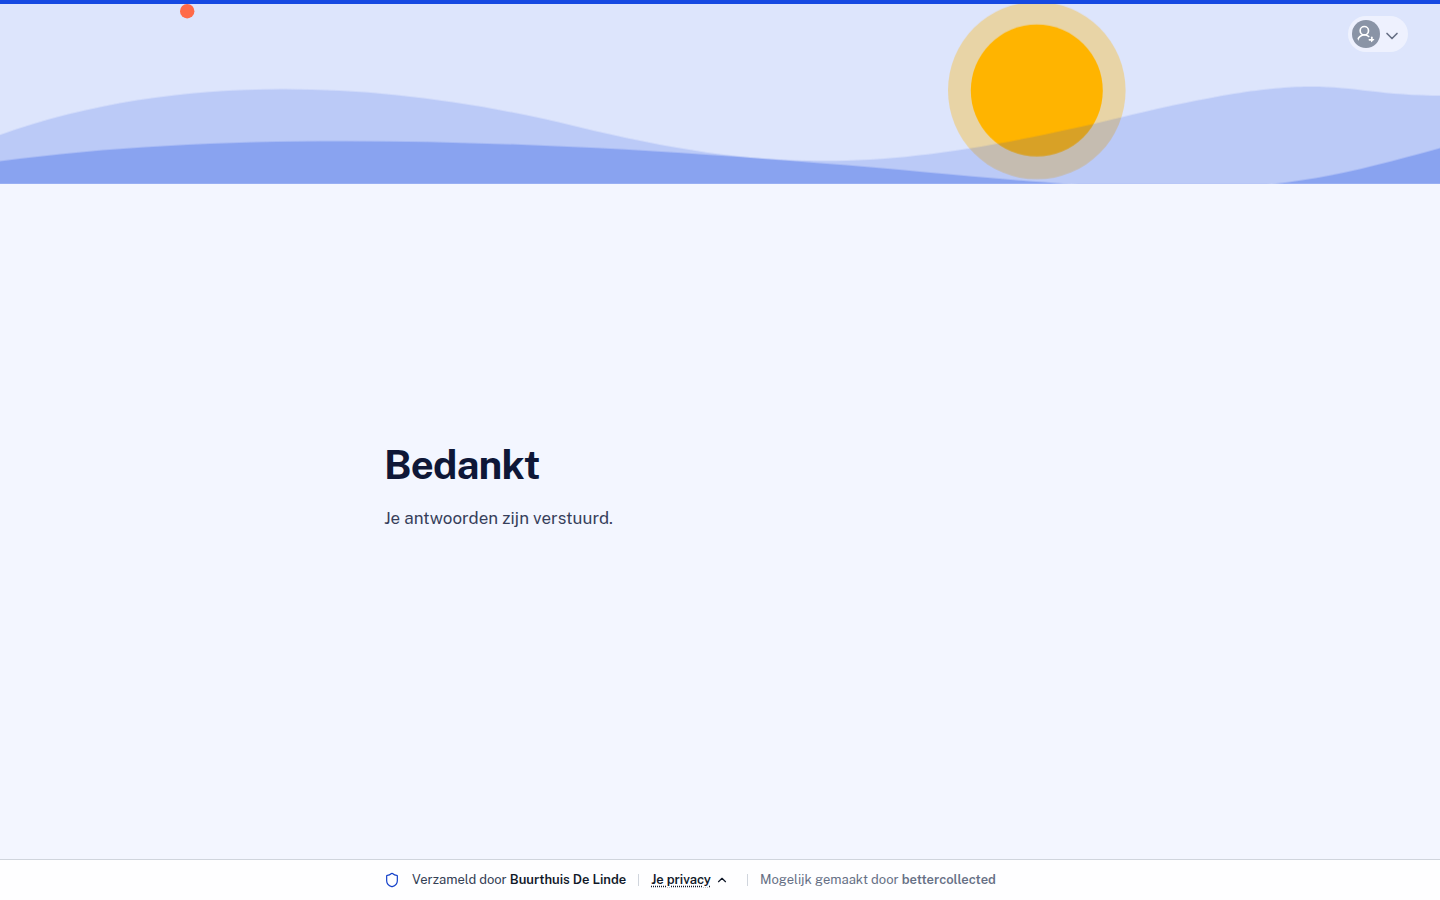 Bedankt
Je antwoorden zijn verstuurd.
Verzameld door Buurthuis De Linde
Je privacy
Mogelijk gemaakt door bettercollected